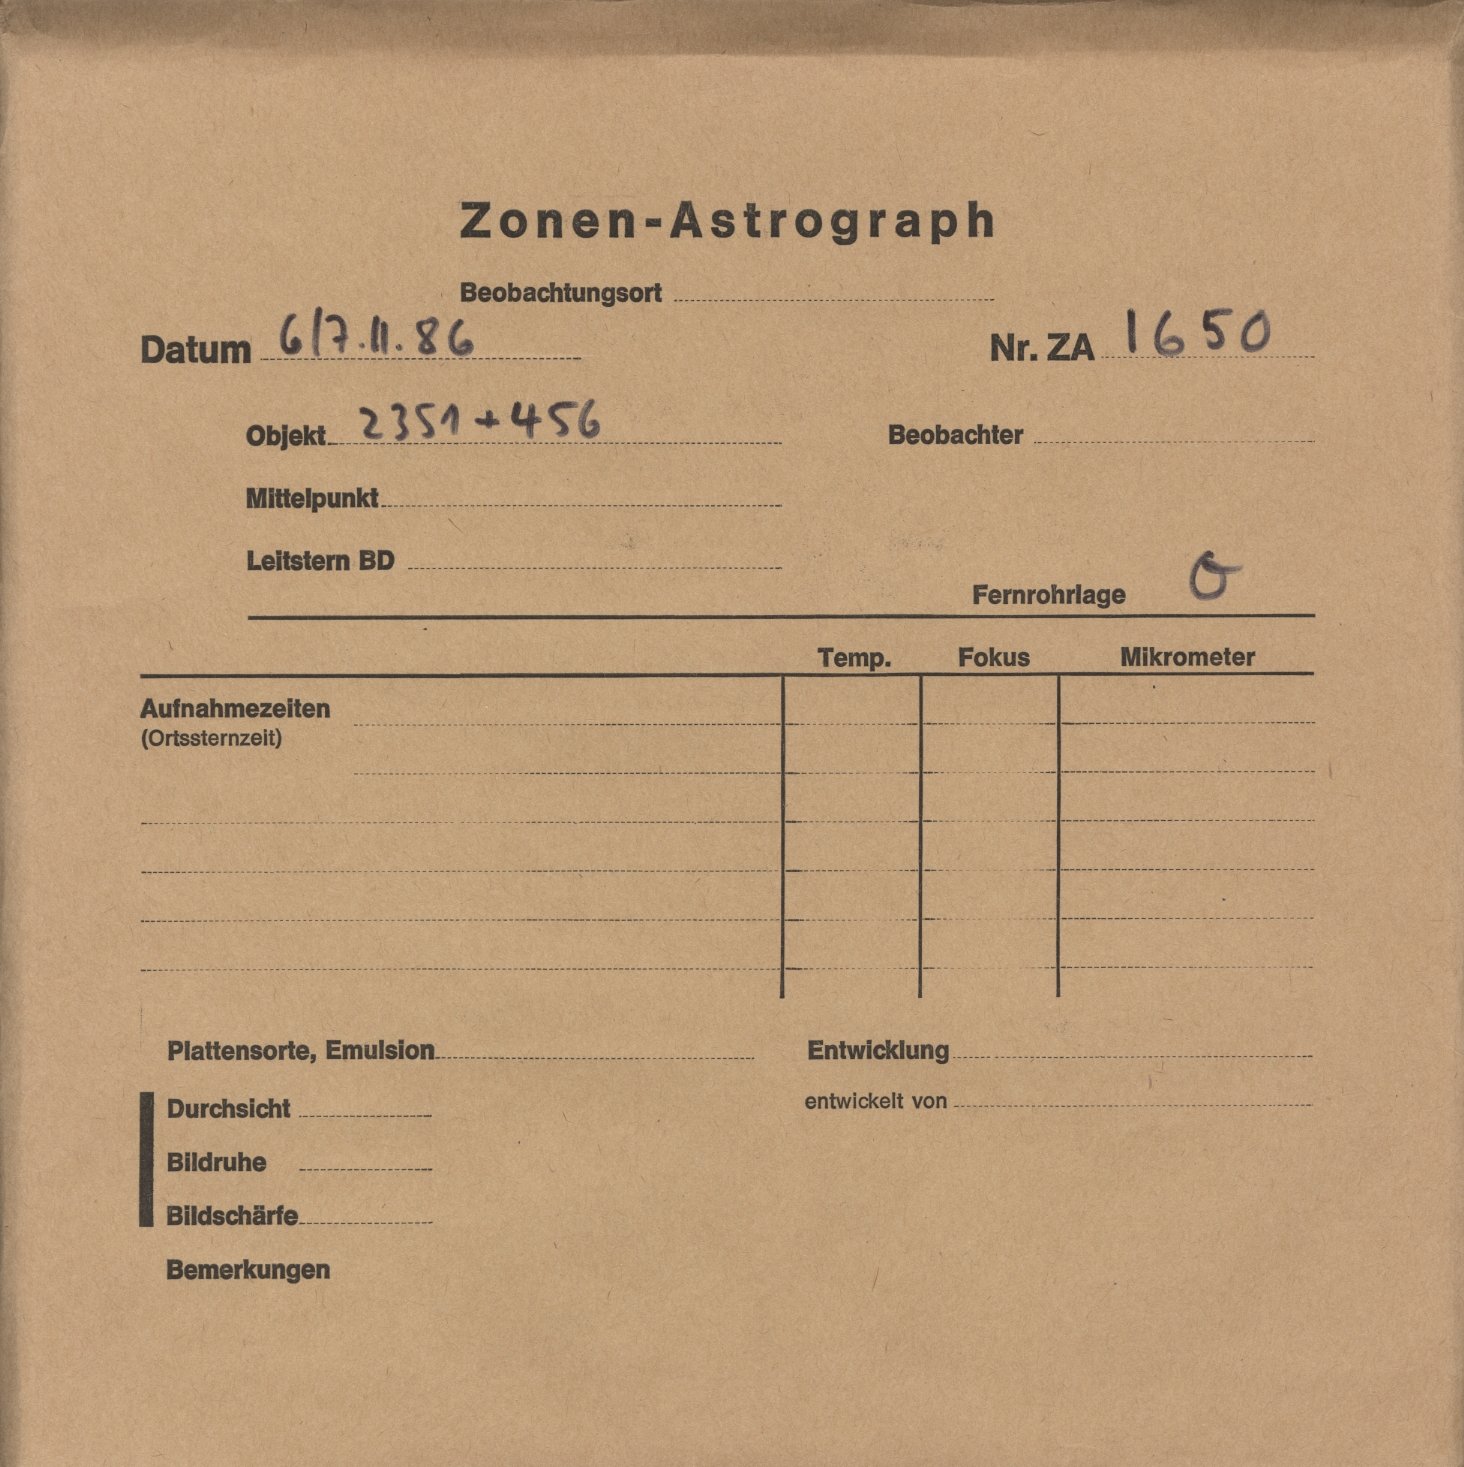 Zonen-Astrograph
Beobachtungsort
Datum 6/7.11.86 Nr. ZA 1650
Objekt 2351+456 Beobachter
Mittelpunkt
Leitstern BD
Fernrohrlage O
Temp. Fokus Mikrometer
Aufnahmezeiten
(Ortssternzeit)
Plattensorte, Emulsion Entwicklung
Durchsicht entwickelt von
Bildruhe
Bildschärfe
Bemerkungen